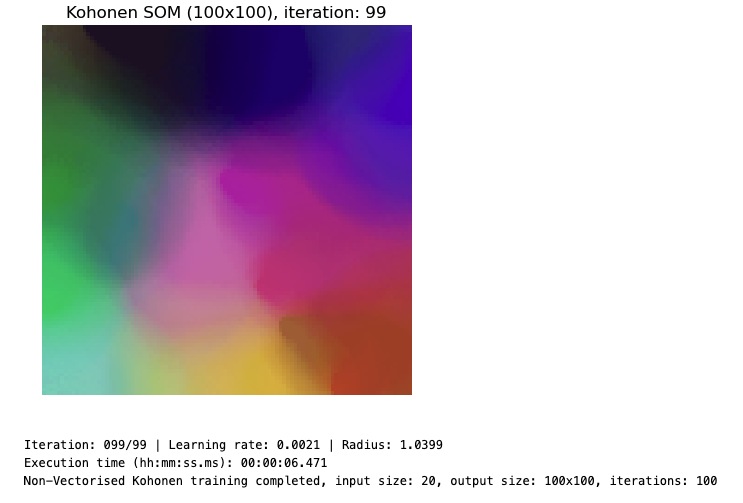 Kohonen SOM (100x100), iteration: 99
Iteration: 099/99 | Learning rate: 0.0021 | Radius: 1.0399
Execution time (hh:mm:ss.ms): 00:00:06.471
Non−Vectorised Kohonen training completed, input size: 20, output size: 100x100, iterations: 100